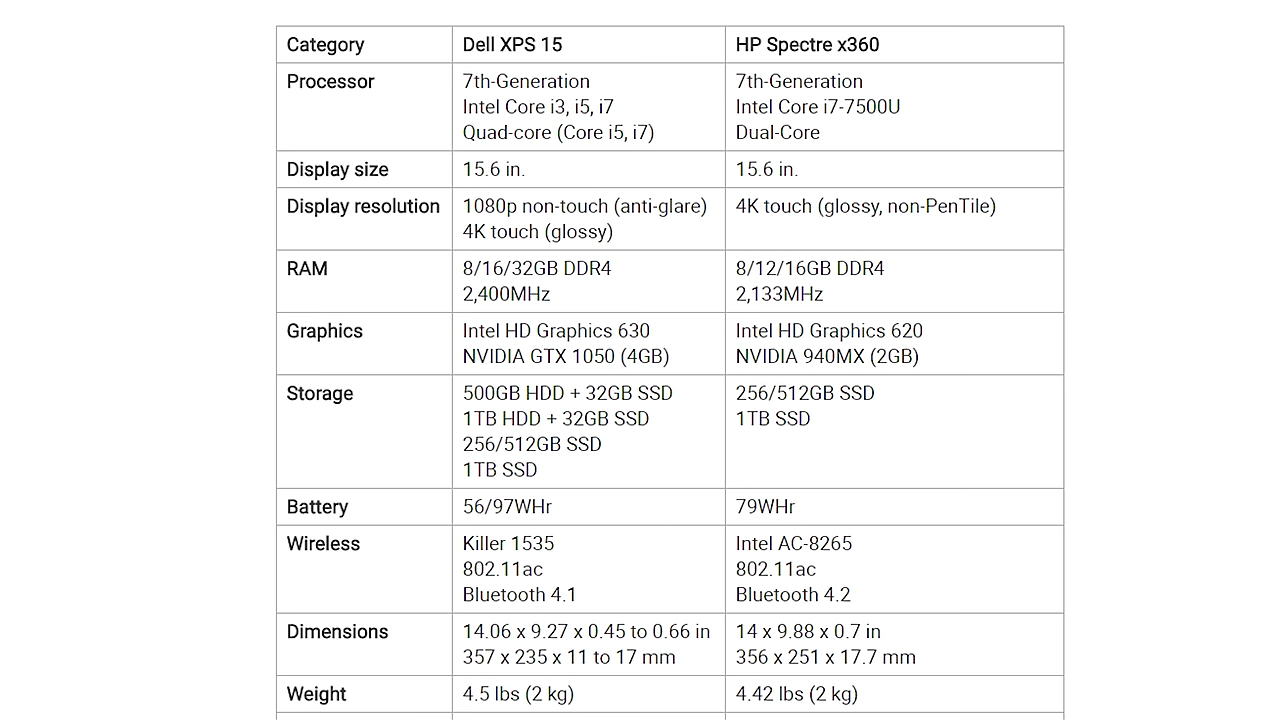 Category Dell XPS 15 HP Spectre x360
Processor 7th-Generation 7th-Generation
Intel Core i3, i5, i7 Intel Core i7-7500U
Quad-core (Core i5, i7) Dual-Core
Display size 15.6 in. 15.6 in.
Display resolution 1080p non-touch (anti-glare) 4K touch (glossy, non-PenTile)
4K touch (glossy)
RAM 8/16/32GB DDR4 8/12/16GB DDR4
2,400MHz 2,133MHz
Graphics Intel HD Graphics 630 Intel HD Graphics 620
NVIDIA GTX 1050 (4GB) NVIDIA 940MX (2GB)
Storage 500GB HDD + 32GB SSD 256/512GB SSD
1TB HDD + 32GB SSD 1TB SSD
256/512GB SSD
1TB SSD
Battery 56/97WHr 79WHr
Wireless Killer 1535 Intel AC-8265
802.11ac 802.11ac
Bluetooth 4.1 Bluetooth 4.2
Dimensions 14.06 x 9.27 x 0.45 to 0.66 in 14 x 9.88 x 0.7 in
357 x 235 x 11 to 17 mm 356 x 251 x 17.7 mm
Weight 4.5 lbs (2 kg) 4.42 lbs (2 kg)